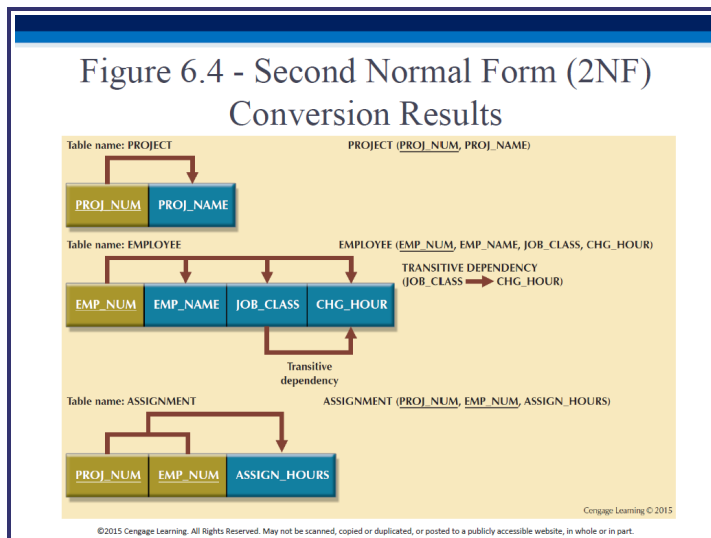 Figure 6.4 - Second Normal Form (2NF)
Conversion Results
Table name: PROJECT PROJECT (PROJ_NUM, PROJ_NAME)
PROJ_NUM PROJ_NAME
Table name: EMPLOYEE EMPLOYEE (EMP_NUM, EMP_NAME, JOB_CLASS, CHG_HOUR)
TRANSITIVE DEPENDENCY
(JOB_CLASS CHG_HOUR)
EMP_NUM EMP_NAME JOB_CLASS CHG_HOUR
Transitive
dependency
Table name: ASSIGNMENT ASSIGNMENT (PROJ_NUM, EMP_NUM, ASSIGN_HOURS)
PROJ_NUM EMP_NUM ASSIGN_HOURS
Cengage Learning © 2015
©2015 Cengage Learning. All Rights Reserved. May not be scanned, copied or duplicated, or posted to a publicly accessible website, in whole or in part.